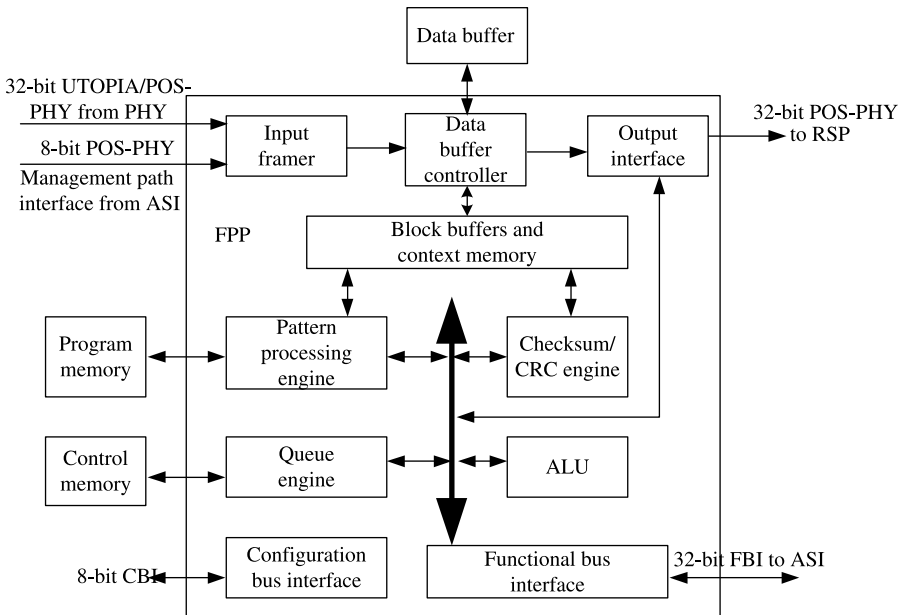 Data buffer
32-bit UTOPIA/POS-
PHY from PHY
8-bit POS-PHY
Management path
interface from ASI
Input
framer
Data
buffer
controller
Output
interface
32-bit POS-PHY
to RSP
FPP
Block buffers and
context memory
Program
memory
Pattern
processing
engine
Checksum/
CRC engine
Control
memory
Queue
engine
ALU
8-bit CBI
Configuration
bus interface
Functional bus
interface
32-bit FBI to ASI